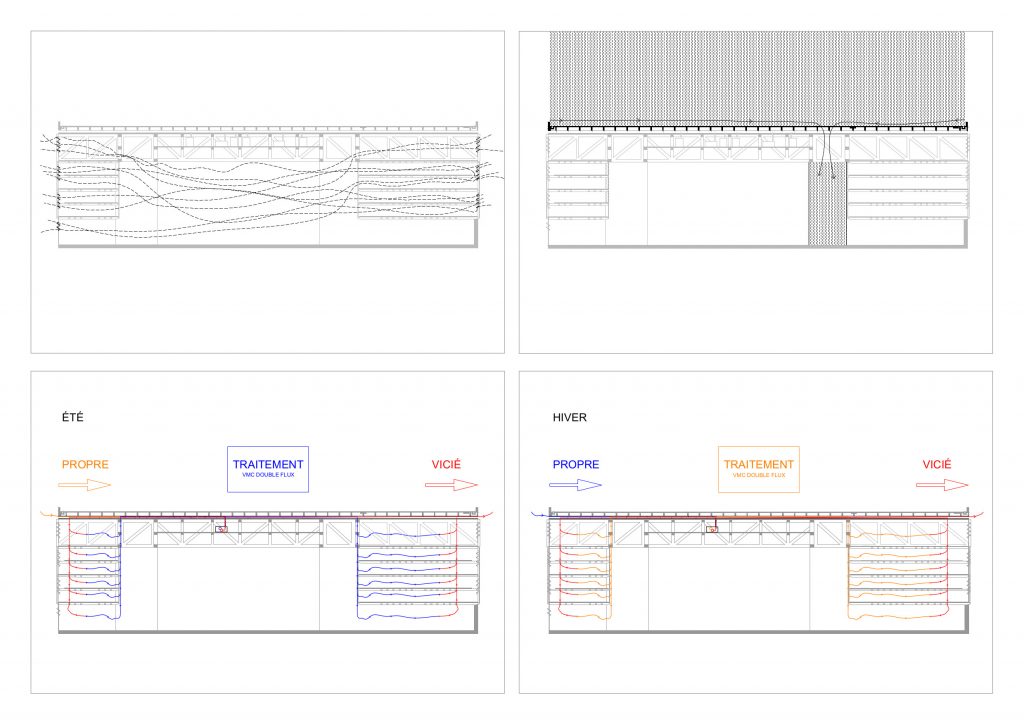 ÉTÉ
PROPRE
TRAITEMENT
VMC DOUBLE FLUX
VICIÉ
HIVER
PROPRE
TRAITEMENT
VMC DOUBLE FLUX
VICIÉ